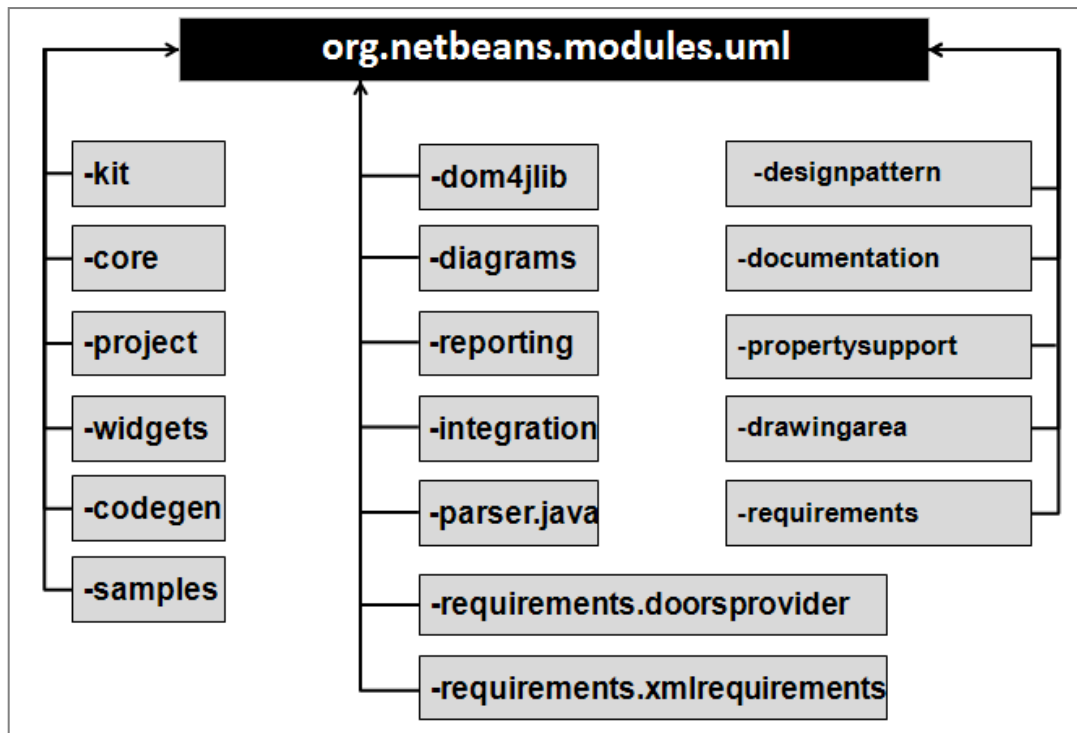 org.netbeans.modules.uml
-kit
-core
-project
-widgets
-codegen
-samples
-dom4jlib
-diagrams
-reporting
-integration
-parser.java
-requirements.doorsprovider
-requirements.xmlrequirements
-designpattern
-documentation
-propertysupport
-drawingarea
-requirements